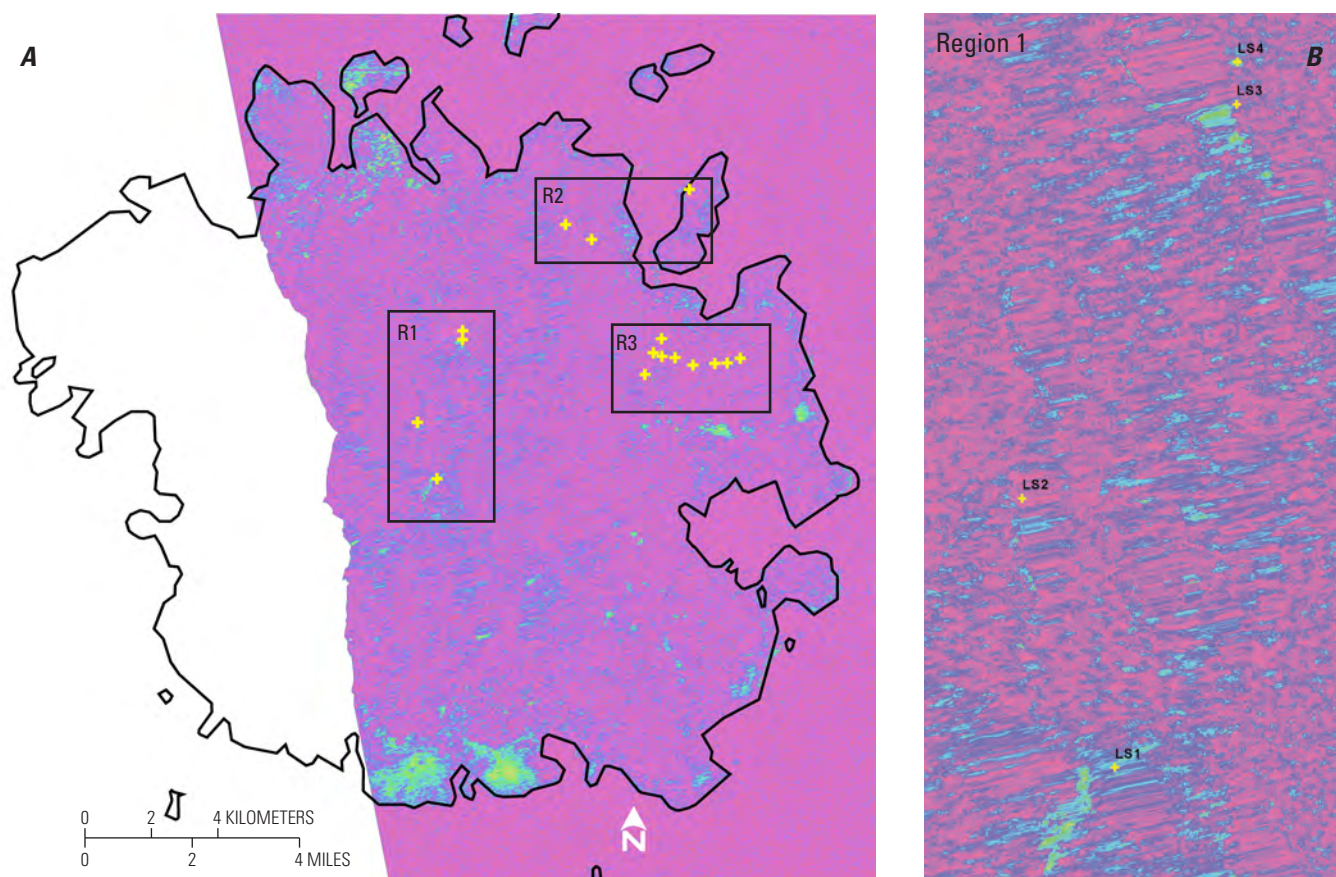 A
R2
R1
R3
0 2 4 KILOMETERS
0 2 4 MILES
N
Region 1
B
LS4
LS3
LS2
LS1